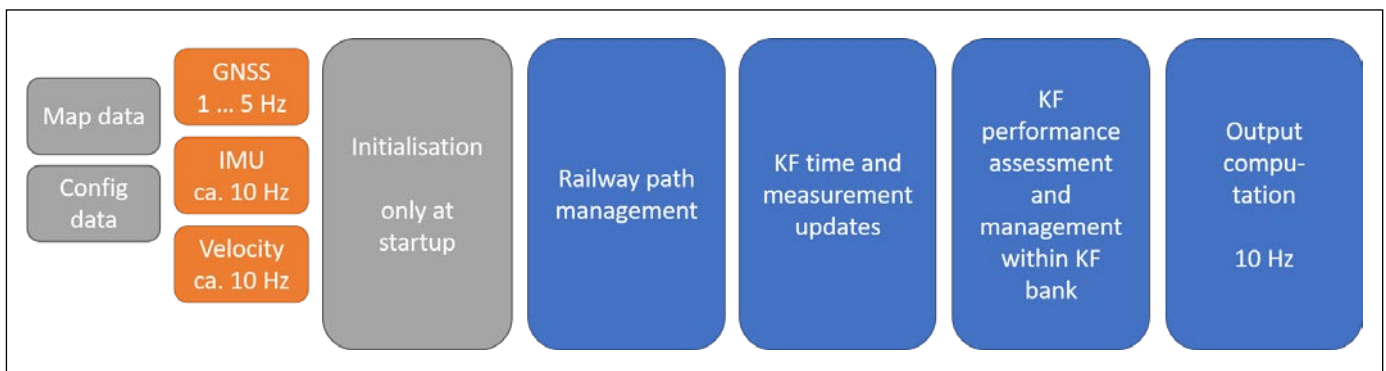 Map data
Config
data
GNSS
1 ... 5 Hz
IMU
ca. 10 Hz
Velocity
ca. 10 Hz
Initialisation
only at
startup
Railway path
management
KF time and
measurement
updates
KF
performance
assessment
and
management
within KF
bank
Output
compu-
tation
10 Hz